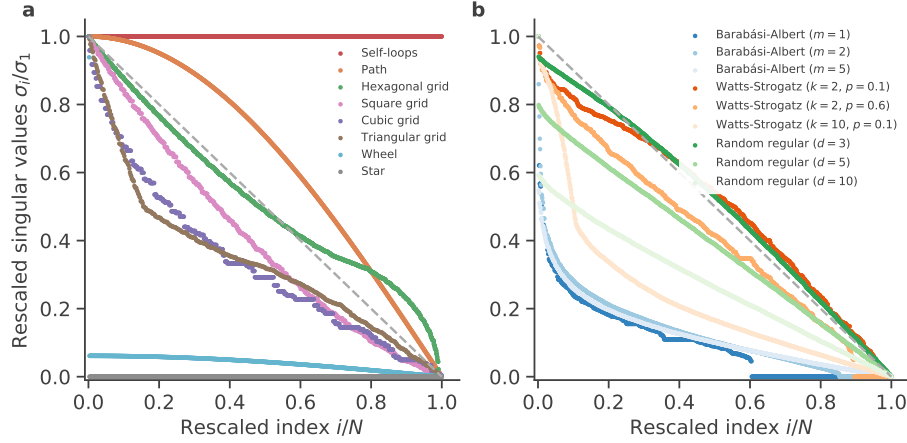 a
Rescaled singular values σi/σ1
1.0
0.8
0.6
0.4
0.2
0.0
Self-loops
Path
Hexagonal grid
Square grid
Cubic grid
Triangular grid
Wheel
Star
0.0 0.2 0.4 0.6 0.8 1.0
Rescaled index i/N
b
1.0
0.8
0.6
0.4
0.2
0.0
Barabási-Albert (m = 1)
Barabási-Albert (m = 2)
Barabási-Albert (m = 5)
Watts-Strogatz (k = 2, p = 0.1)
Watts-Strogatz (k = 2, p = 0.6)
Watts-Strogatz (k = 10, p = 0.1)
Random regular (d = 3)
Random regular (d = 5)
Random regular (d = 10)
0.0 0.2 0.4 0.6 0.8 1.0
Rescaled index i/N